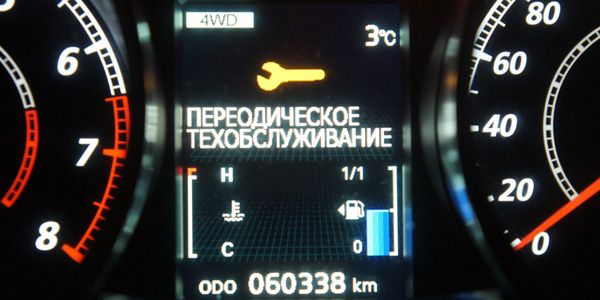 4WD
3°C
ПЕРЕОДИЧЕСКОЕ
ТЕХОБСЛУЖИВАНИЕ
F H 1/1
C 0
ODO 060338 km
6
7
8
80
60
40
20
0